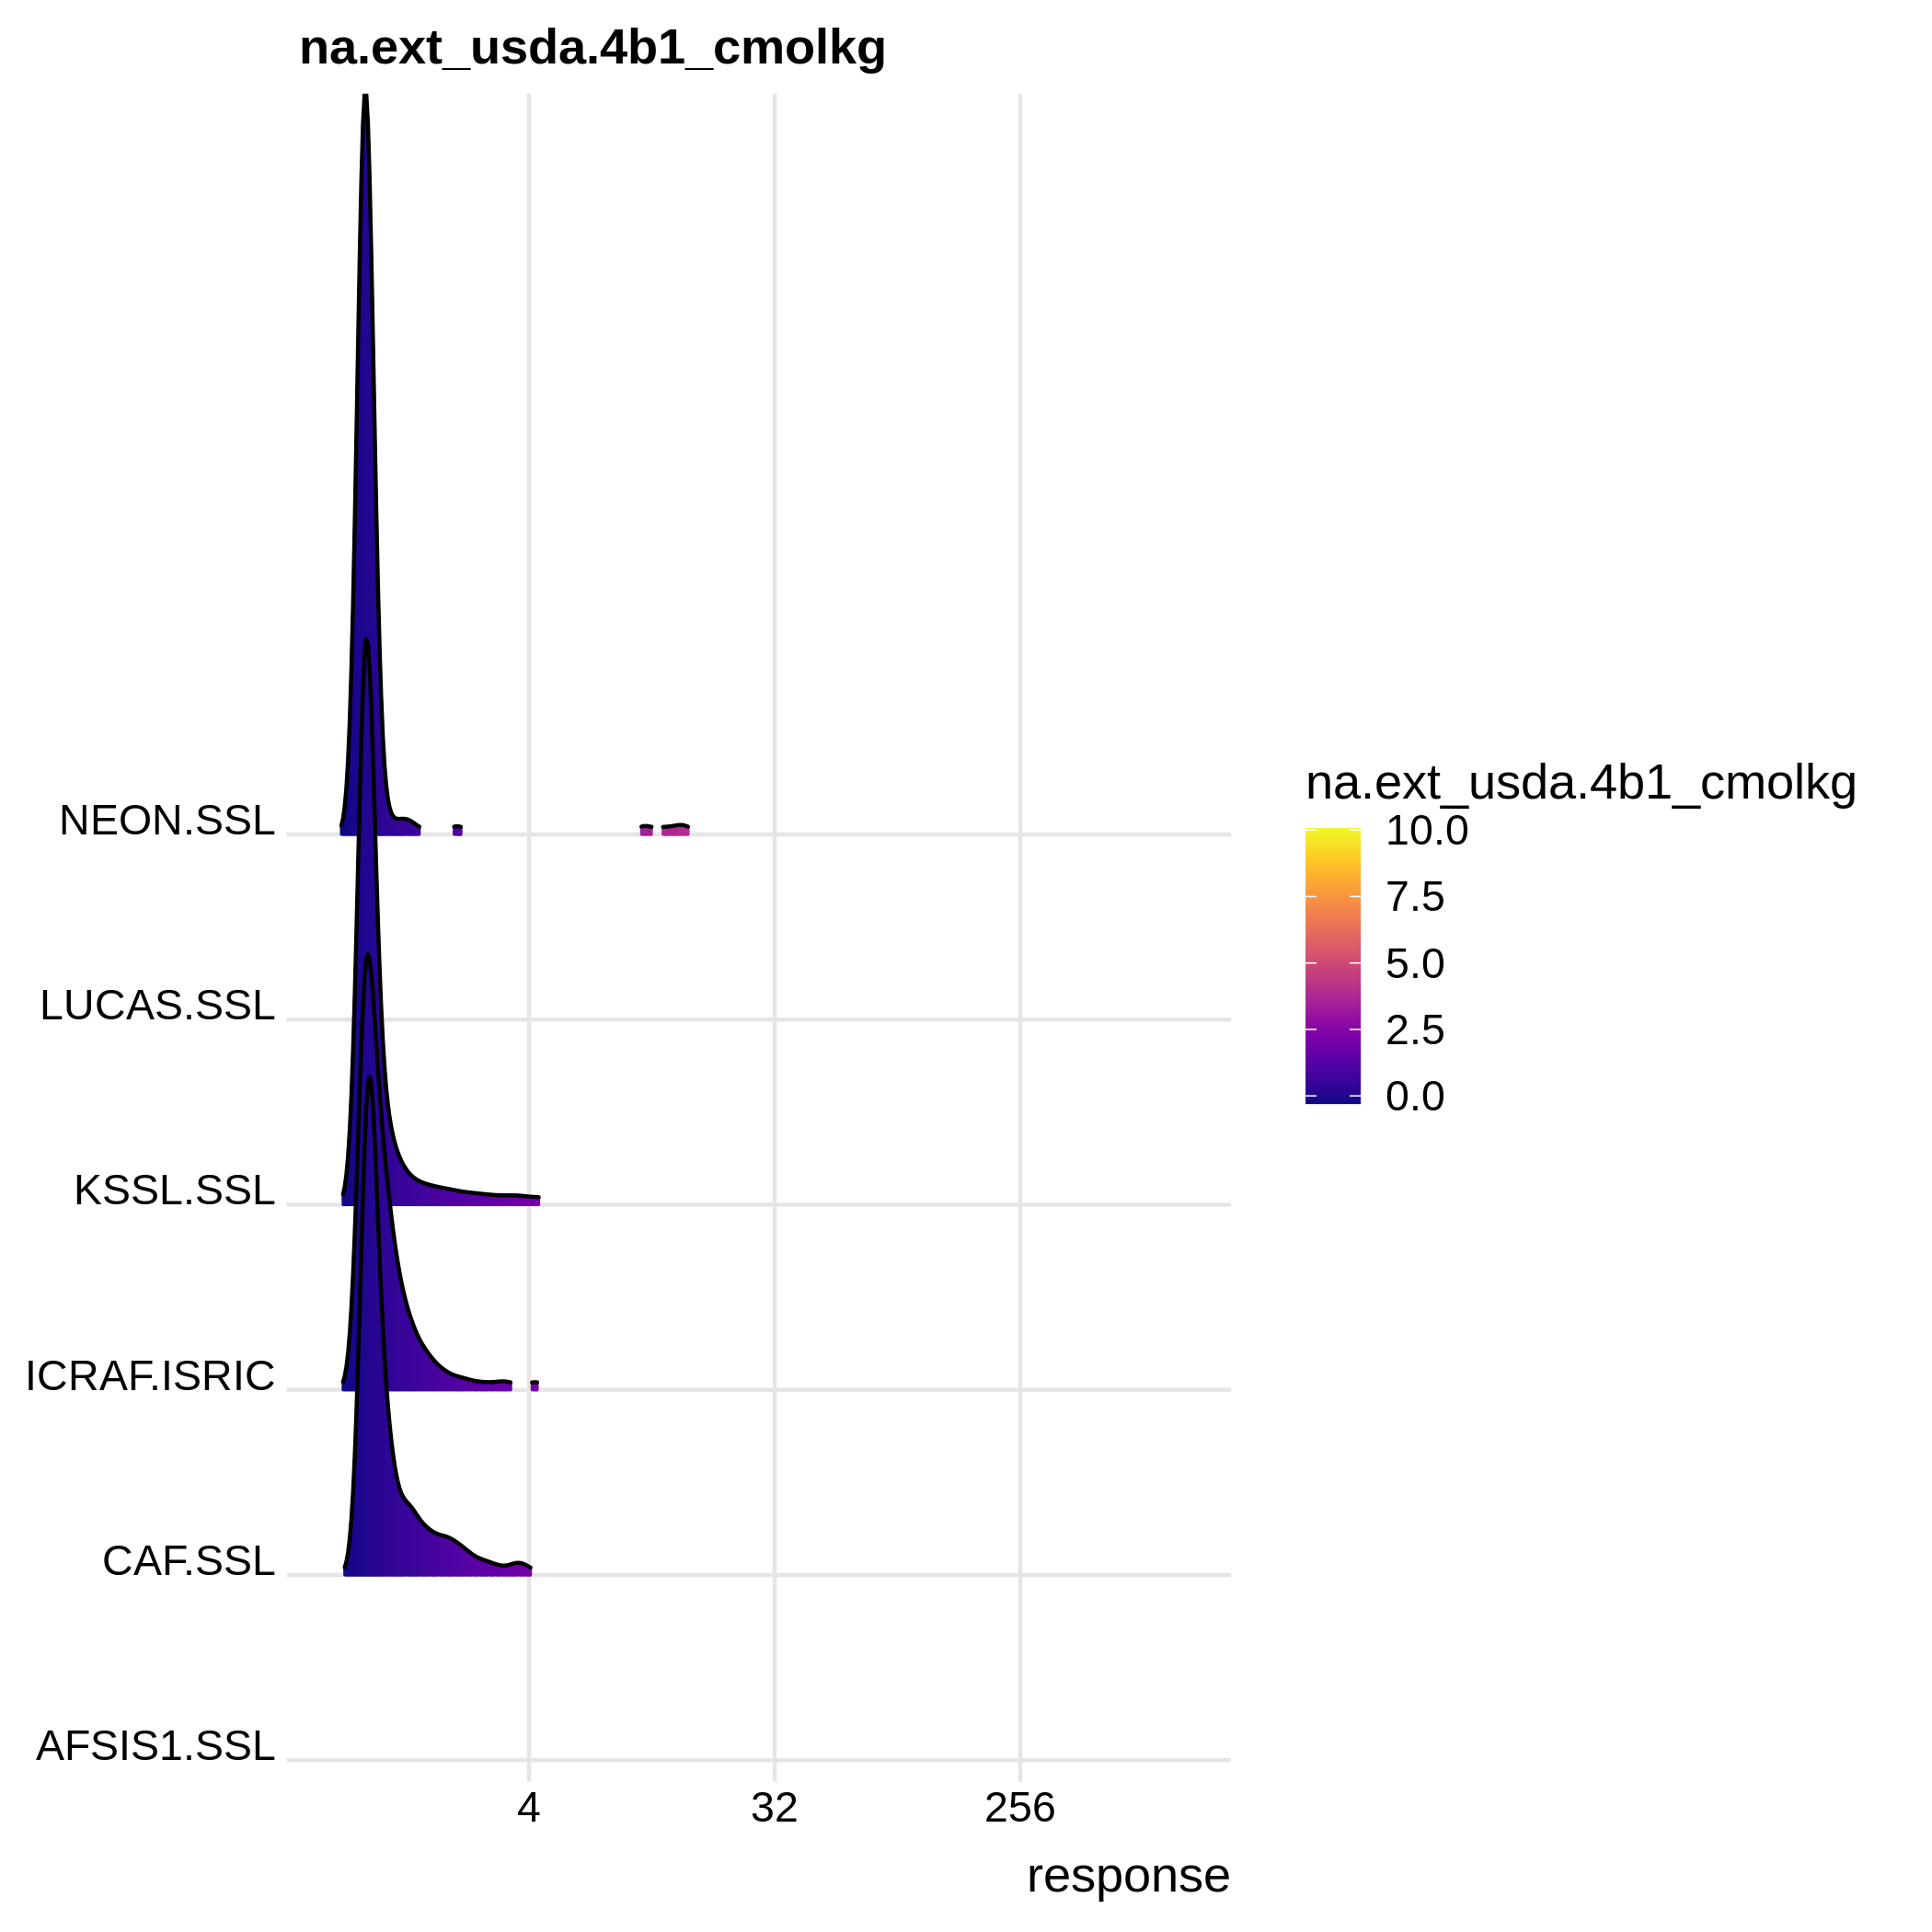 na.ext_usda.4b1_cmolkg
NEON.SSL
LUCAS.SSL
KSSL.SSL
ICRAF.ISRIC
CAF.SSL
AFSIS1.SSL
4
32
256
response
na.ext_usda.4b1_cmolkg
10.0
7.5
5.0
2.5
0.0